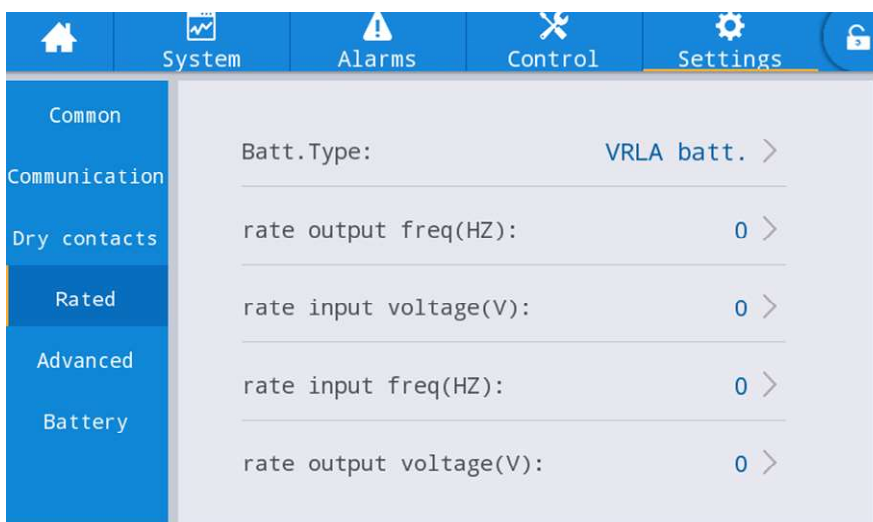 System
Alarms
Control
Settings
Common
Communication
Dry contacts
Rated
Advanced
Battery
Batt.Type: VRLA batt.
rate output freq(HZ): 0
rate input voltage(V): 0
rate input freq(HZ): 0
rate output voltage(V): 0